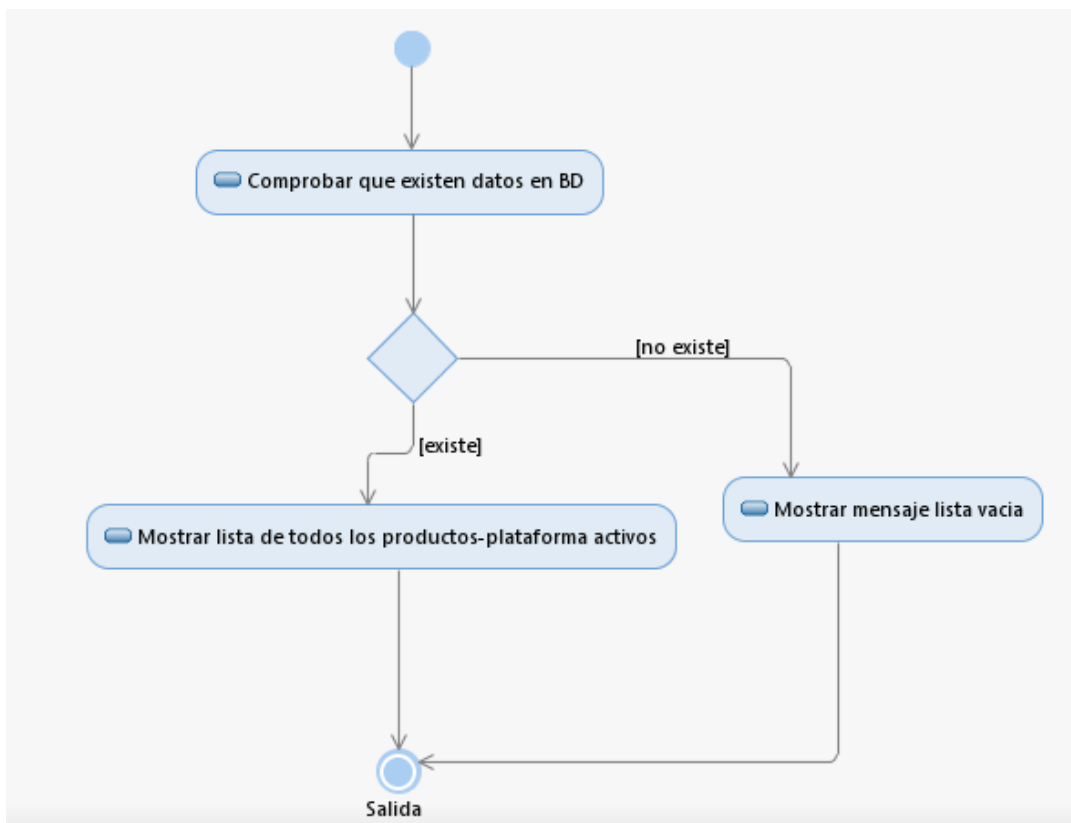 Comprobar que existen datos en BD
[no existe]
[existe]
Mostrar mensaje lista vacia
Mostrar lista de todos los productos-plataforma activos
Salida